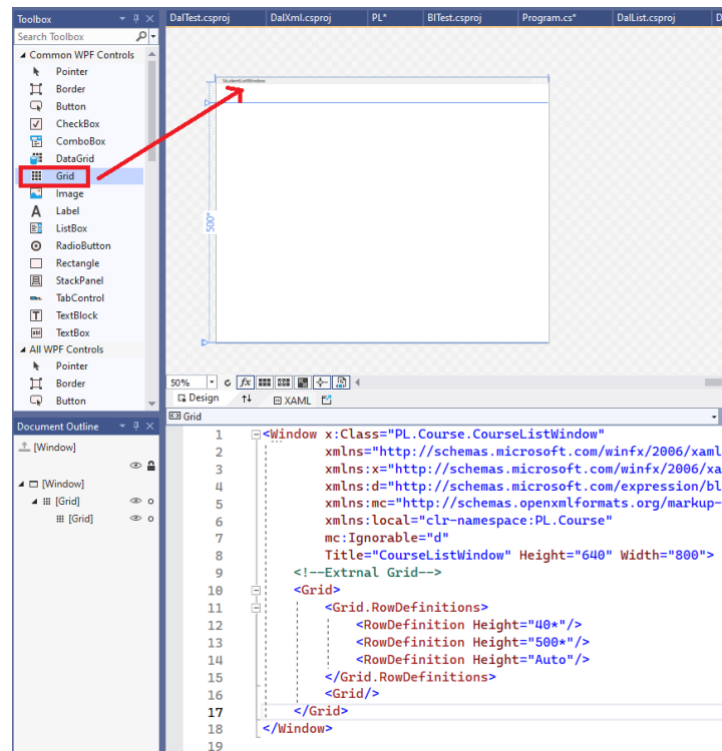 Toolbox
Search Toolbox
Common WPF Controls
Pointer
Border
Button
CheckBox
ComboBox
DataGrid
Grid
Image
Label
ListBox
RadioButton
Rectangle
StackPanel
TabControl
TextBlock
TextBox
All WPF Controls
Pointer
Border
Button
DalTest.csproj DalXml.csproj PL* BlTest.csproj Program.cs* DalList.csproj D
500*
50% fx
Design XAML
Document Outline
[Window]
[Window]
[Grid]
[Grid]
Grid
1 <Window x:Class="PL.Course.CourseListWindow"
2 xmlns="http://schemas.microsoft.com/winfx/2006/xaml
3 xmlns:x="http://schemas.microsoft.com/winfx/2006/xa
4 xmlns:d="http://schemas.microsoft.com/expression/bl
5 xmlns:mc="http://schemas.openxmlformats.org/markup-
6 xmlns:local="clr-namespace:PL.Course"
7 mc:Ignorable="d"
8 Title="CourseListWindow" Height="640" Width="800">
9 <!--Extrnal Grid-->
10 <Grid>
11 <Grid.RowDefinitions>
12 <RowDefinition Height="40*"/>
13 <RowDefinition Height="500*"/>
14 <RowDefinition Height="Auto"/>
15 </Grid.RowDefinitions>
16 <Grid/>
17 </Grid>
18 </Window>
19